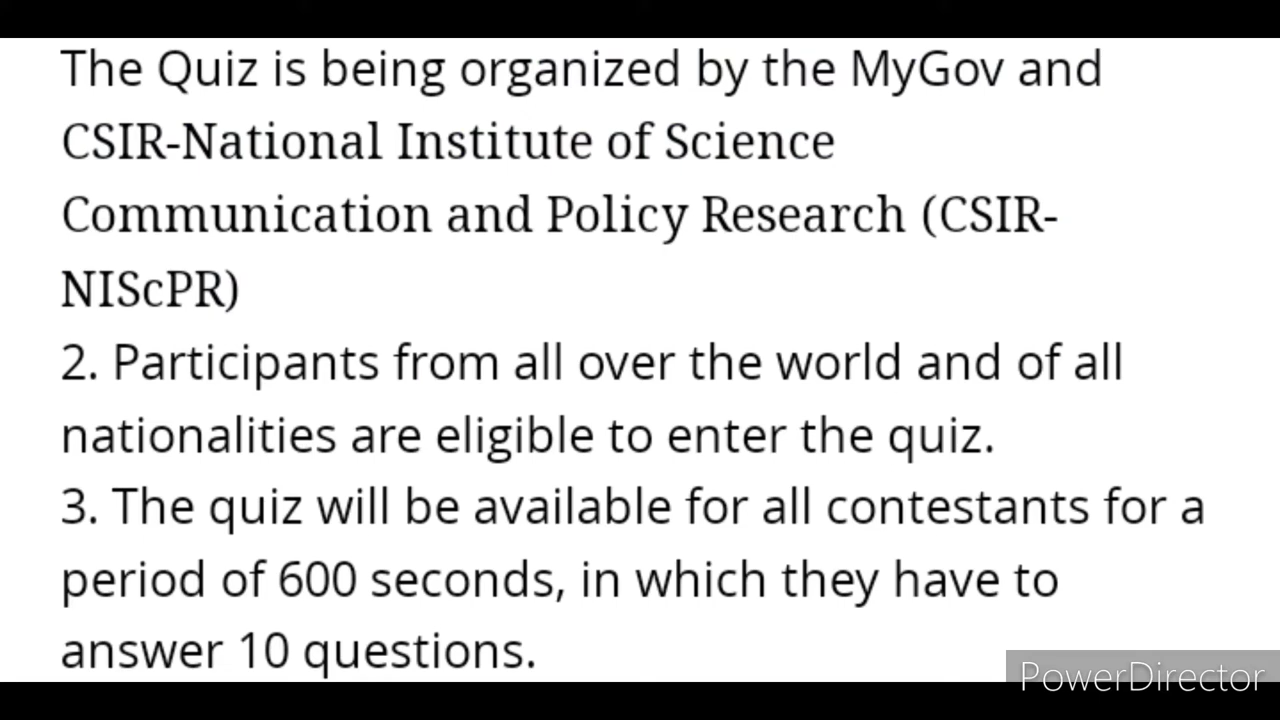 The Quiz is being organized by the MyGov and
CSIR-National Institute of Science
Communication and Policy Research (CSIR-
NIScPR)
2. Participants from all over the world and of all
nationalities are eligible to enter the quiz.
3. The quiz will be available for all contestants for a
period of 600 seconds, in which they have to
answer 10 questions.
PowerDirector